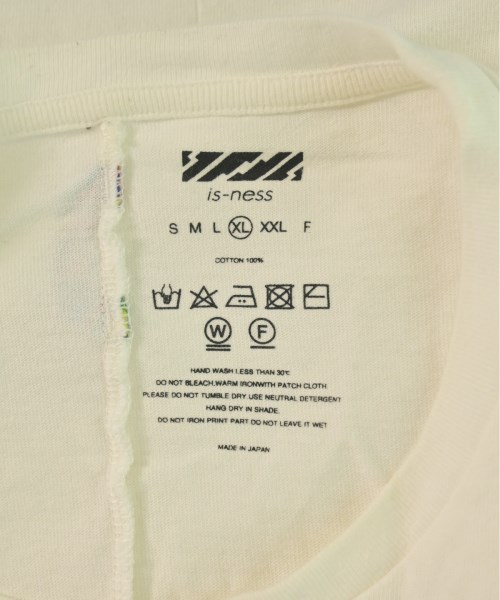 is-ness
S M L XL XXL F
COTTON 100%
W F
HAND WASH LESS THAN 30℃
DO NOT BLEACH.WARM IRONWITH PATCH CLOTH
PLEASE DO NOT TUMBLE DRY. USE NEUTRAL DETERGENT
HANG DRY IN SHADE.
DO NOT IRON PRINT PART DO NOT LEAVE IT WET
MADE IN JAPAN